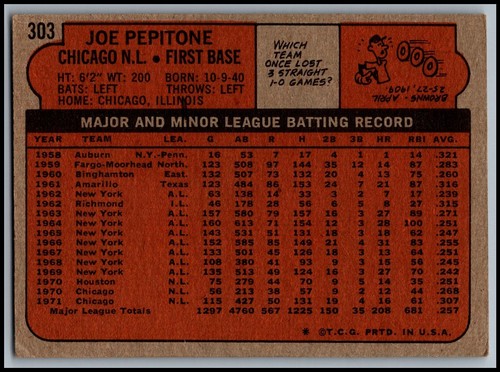 303 JOE PEPITONE
CHICAGO N.L. • FIRST BASE
HT: 6'2" WT: 200 BORN: 10-9-40
BATS: LEFT THROWS: LEFT
HOME: CHICAGO, ILLINOIS
WHICH
TEAM
ONCE LOST
3 STRAIGHT
1-0 GAMES?
BROWNS - APRIL
25-27, 1909.
MAJOR AND MINOR LEAGUE BATTING RECORD
YEAR TEAM LEA. G AB R H 2B 3B HR RBI AVG.
1958 Auburn N.Y.-Penn. 16 53 7 17 14 .321
1959 Fargo-Moorhead North. 123 97 144 35 14 87 .283
1960 Binghamton East. 132 507 73 132 4 13 75 .260
1961 Amarillo Texas 123 484 86 153 7 21 87 .316
1962 New York A.L. 63 138 14 33 3 2 7 17 .239
1962 Richmond I.L. 46 178 28 56 5 8 27 .315
1963 New York A.L. 157 580 79 157 16 3 27 89 .271
1964 New York A.L. 160 613 71 154 12 3 28 100 .251
1965 New York A.L. 143 531 51 131 18 3 18 62 .247
1966 New York A.L. 152 585 85 149 21 4 31 83 .255
1967 New York A.L. 133 501 45 126 18 3 13 64 .251
1968 New York A.L. 108 380 41 93 9 3 15 56 .245
1969 New York A.L. 135 513 49 124 16 3 27 70 .242
1970 Houston N.L. 75 279 44 70 9 5 14 35 .251
1970 Chicago N.L. 56 213 38 57 9 2 12 44 .268
1971 Chicago N.L. 115 427 50 131 19 4 16 61 .307
Major League Totals 1297 4760 567 1225 150 35 208 681 .257
* ©T.C.G. PRTD. IN U.S.A.